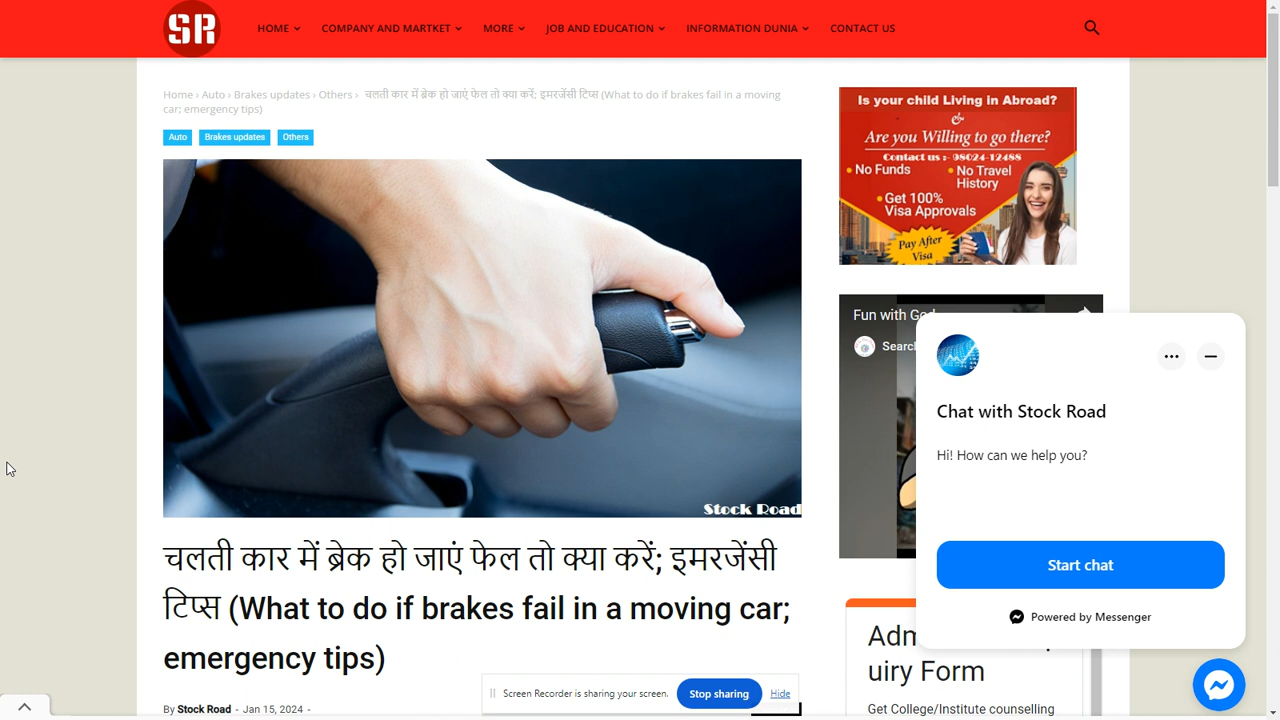 SR
HOME
COMPANY AND MARTKET
MORE
JOB AND EDUCATION
INFORMATION DUNIA
CONTACT US
Home › Auto › Brakes updates › Others › चलती कार में ब्रेक हो जाएं फेल तो क्या करें; इमरजेंसी टिप्स (What to do if brakes fail in a moving
car; emergency tips)
Auto
Brakes updates
Others
Stock Road
चलती कार में ब्रेक हो जाएं फेल तो क्या करें; इमरजेंसी
टिप्स (What to do if brakes fail in a moving car;
emergency tips)
By Stock Road - Jan 15, 2024 -
Is your child Living in Abroad?
&
Are you Willing to go there?
Contact us :- 98024-12488
No Funds
No Travel
History
Get 100%
Visa Approvals
Pay After
Visa
Fun with God
Search
Chat with Stock Road
Hi! How can we help you?
Start chat
Powered by Messenger
uiry Form
Get College/Institute counselling
Screen Recorder is sharing your screen.
Stop sharing
Hide